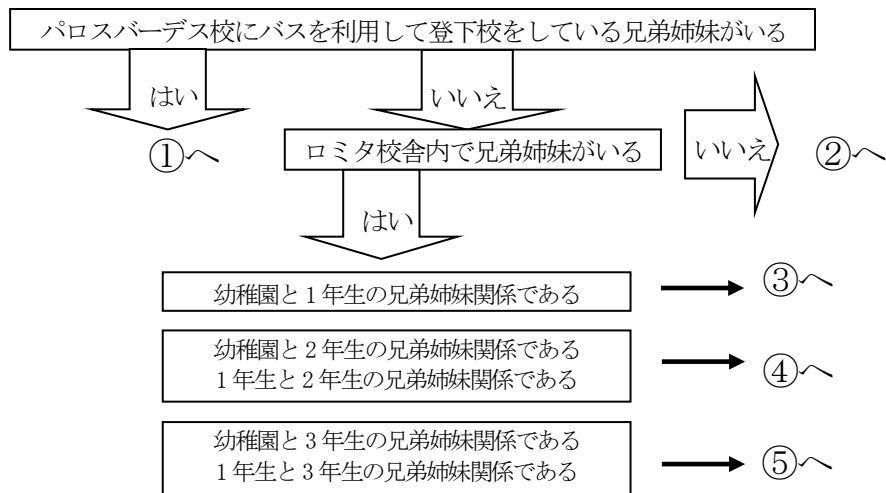 パロスバーデス校にバスを利用して登下校をしている兄弟姉妹がいる
はい
いいえ
①へ
ロミタ校舎内で兄弟姉妹がいる
いいえ
②へ
はい
幼稚園と１年生の兄弟姉妹関係である
③へ
幼稚園と２年生の兄弟姉妹関係である
１年生と２年生の兄弟姉妹関係である
④へ
幼稚園と３年生の兄弟姉妹関係である
１年生と３年生の兄弟姉妹関係である
⑤へ